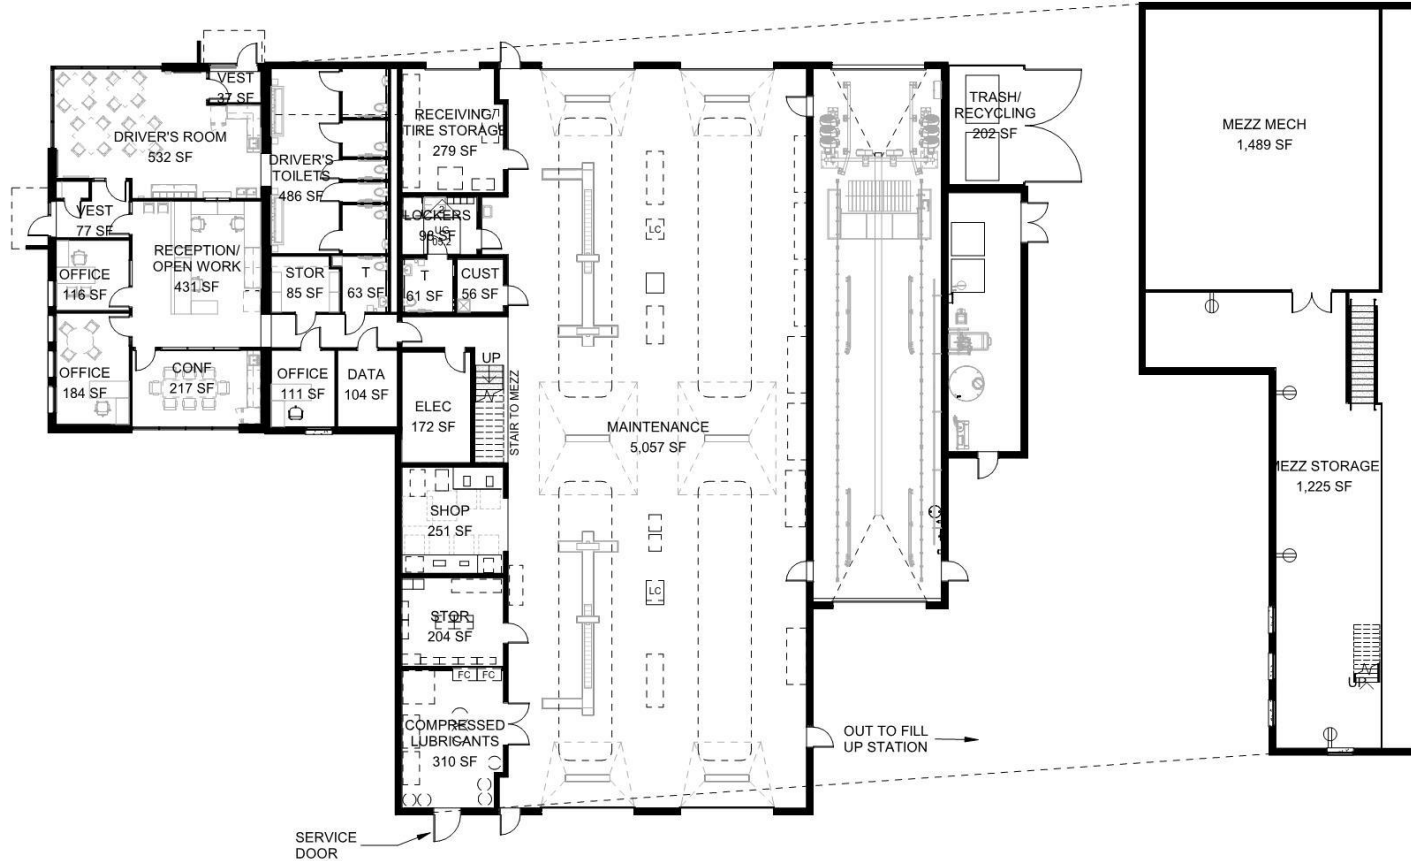 VEST
37 SF
DRIVER'S ROOM
532 SF
DRIVER'S
TOILETS
486 SF
RECEIVING/
TIRE STORAGE
279 SF
TRASH/
RECYCLING
202 SF
MEZZ MECH
1,489 SF
VEST
77 SF
LOCKERS
98 SF
UG
LC
RECEPTION/
OPEN WORK
431 SF
OFFICE
116 SF
STOR
85 SF
T
63 SF
T
61 SF
CUST
56 SF
OFFICE
184 SF
CONF
217 SF
OFFICE
111 SF
DATA
104 SF
UP
STAIR TO MEZZ
ELEC
172 SF
MAINTENANCE
5,057 SF
MEZZ STORAGE
1,225 SF
SHOP
251 SF
LC
STOR
204 SF
FC FC
UP
COMPRESSED
LUBRICANTS
310 SF
OUT TO FILL
UP STATION
SERVICE
DOOR